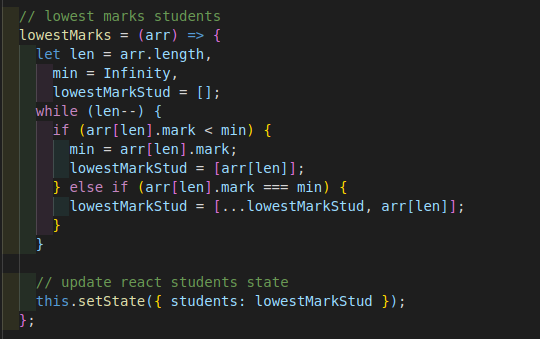 // lowest marks students
lowestMarks = (arr) => {
let len = arr.length,
min = Infinity,
lowestMarkStud = [];
while (len--) {
if (arr[len].mark < min) {
min = arr[len].mark;
lowestMarkStud = [arr[len]];
} else if (arr[len].mark === min) {
lowestMarkStud = [...lowestMarkStud, arr[len]];
}
}
// update react students state
this.setState({ students: lowestMarkStud });
};